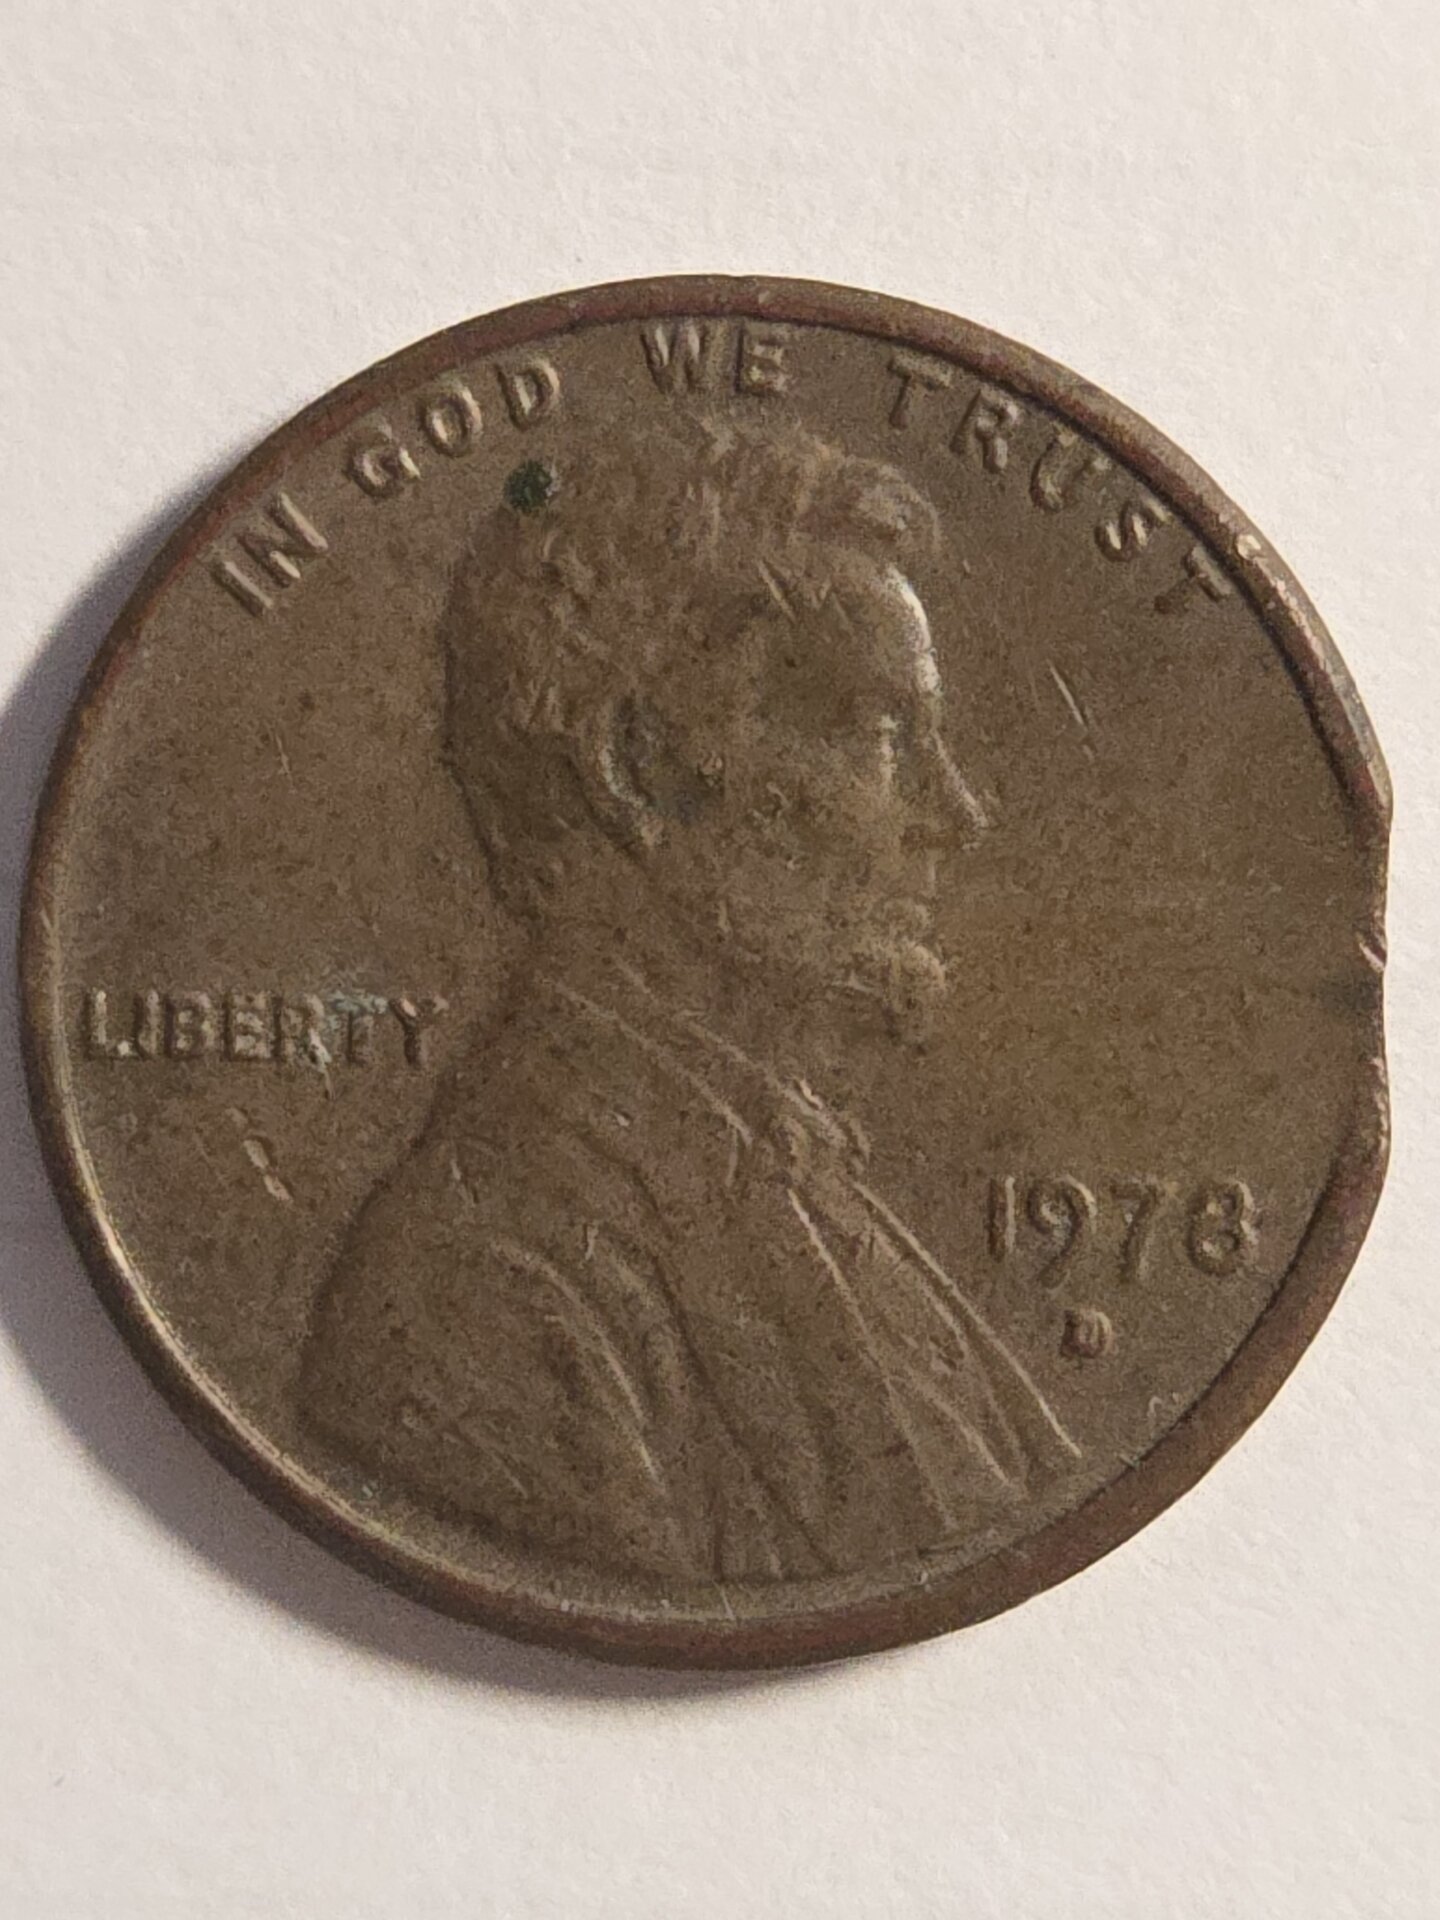 IN GOD WE TRUST
LIBERTY
1978
D